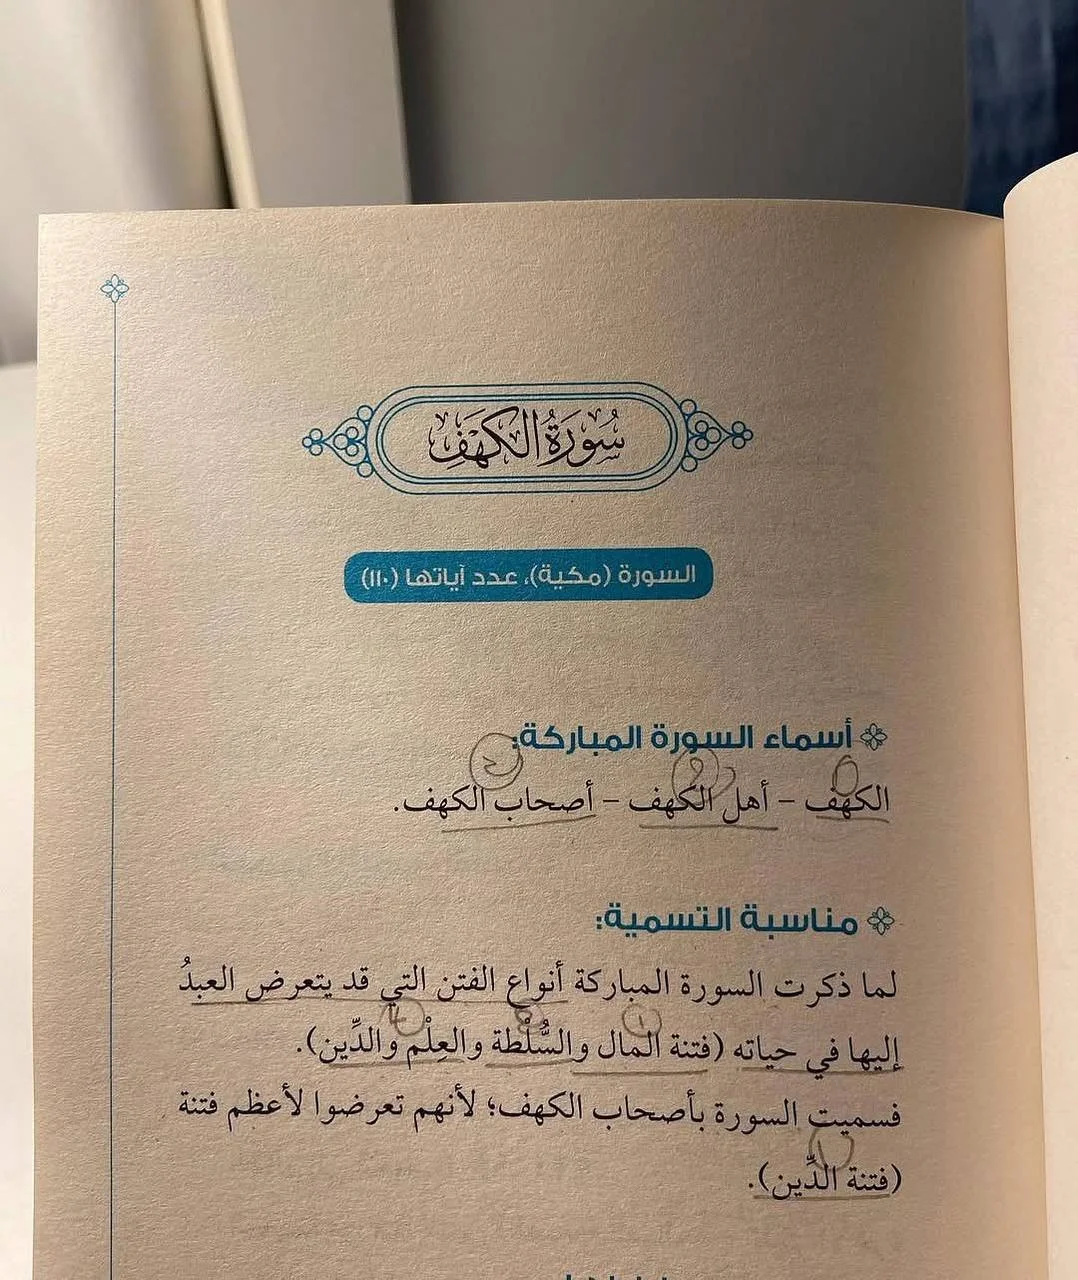 سُورَةُ الكَهْفِ
السورة (مكية)، عدد آياتها (١١٠)
أسماء السورة المباركة:
الكهف – أهل الكهف – أصحاب الكهف.
مناسبة التسمية:
لما ذكرت السورة المباركة أنواع الفتن التي قد يتعرض العبدُ
إليها في حياته (فتنة المال والسُّلْطة والعِلْم والدِّين).
فسميت السورة بأصحاب الكهف؛ لأنهم تعرضوا لأعظم فتنة
(فتنة الدِّين).